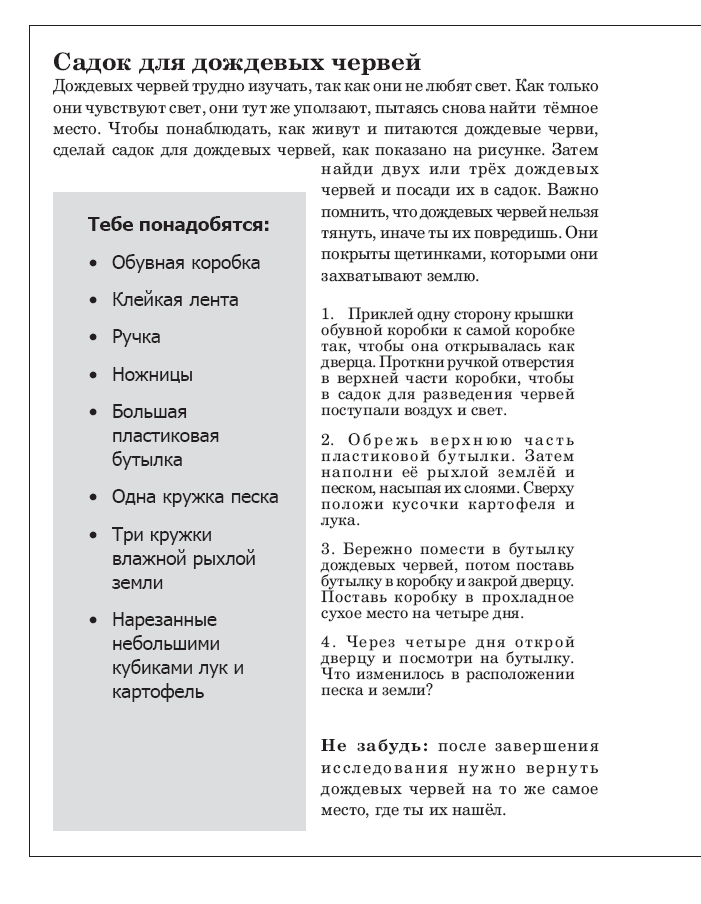 Садок для дождевых червей
Дождевых червей трудно изучать, так как они не любят свет. Как только
они чувствуют свет, они тут же уползают, пытаясь снова найти тёмное
место. Чтобы понаблюдать, как живут и питаются дождевые черви,
сделай садок для дождевых червей, как показано на рисунке. Затем
найди двух или трёх дождевых
червей и посади их в садок. Важно
помнить, что дождевых червей нельзя
тянуть, иначе ты их повредишь. Они
покрыты щетинками, которыми они
захватывают землю.
Тебе понадобятся:
• Обувная коробка
• Клейкая лента
• Ручка
• Ножницы
• Большая
пластиковая
бутылка
• Одна кружка песка
• Три кружки
влажной рыхлой
земли
• Нарезанные
небольшими
кубиками лук и
картофель
1. Приклей одну сторону крышки
обувной коробки к самой коробке
так, чтобы она открывалась как
дверца. Проткни ручкой отверстия
в верхней части коробки, чтобы
в садок для разведения червей
поступали воздух и свет.
2. Обрежь верхнюю часть
пластиковой бутылки. Затем
наполни её рыхлой землёй и
песком, насыпая их слоями. Сверху
положи кусочки картофеля и
лука.
3. Бережно помести в бутылку
дождевых червей, потом поставь
бутылку в коробку и закрой дверцу.
Поставь коробку в прохладное
сухое место на четыре дня.
4. Через четыре дня открой
дверцу и посмотри на бутылку.
Что изменилось в расположении
песка и земли?
Не забудь: после завершения
исследования нужно вернуть
дождевых червей на то же самое
место, где ты их нашёл.